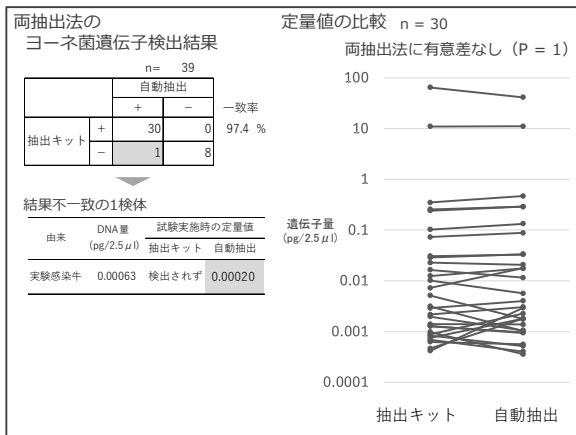 両抽出法の
ヨーネ菌遺伝子検出結果
n= 39
自動抽出
+ −
一致率
抽出キット + 30 0 97.4 %
− 1 8
結果不一致の1検体
由来 DNA量 (pg/2.5μl) 試験実施時の定量値
抽出キット 自動抽出
実験感染牛 0.00063 検出されず 0.00020
定量値の比較 n = 30
両抽出法に有意差なし（P = 1）
100
10
1
遺伝子量
(pg/2.5μl)
0.1
0.01
0.001
0.0001
抽出キット 自動抽出